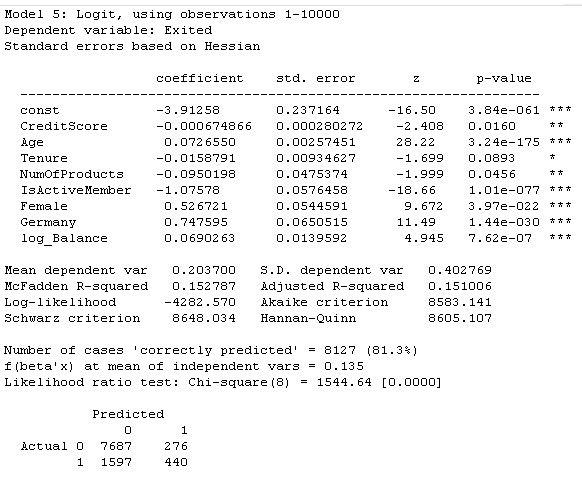 Model 5: Logit, using observations 1-10000
Dependent variable: Exited
Standard errors based on Hessian
coefficient std. error z p-value
---------------------------------------------------------------
const -3.91258 0.237164 -16.50 3.84e-061 ***
CreditScore -0.000674866 0.000280272 -2.408 0.0160 **
Age 0.0726550 0.00257451 28.22 3.24e-175 ***
Tenure -0.0158791 0.00934627 -1.699 0.0893 *
NumOfProducts -0.0950198 0.0475374 -1.999 0.0456 **
IsActiveMember -1.07578 0.0576458 -18.66 1.01e-077 ***
Female 0.526721 0.0544591 9.672 3.97e-022 ***
Germany 0.747595 0.0650515 11.49 1.44e-030 ***
log_Balance 0.0690263 0.0139592 4.945 7.62e-07 ***
Mean dependent var 0.203700 S.D. dependent var 0.402769
McFadden R-squared 0.152787 Adjusted R-squared 0.151006
Log-likelihood -4282.570 Akaike criterion 8583.141
Schwarz criterion 8648.034 Hannan-Quinn 8605.107
Number of cases 'correctly predicted' = 8127 (81.3%)
f(beta'x) at mean of independent vars = 0.135
Likelihood ratio test: Chi-square(8) = 1544.64 [0.0000]
Predicted
0 1
Actual 0 7687 276
1 1597 440